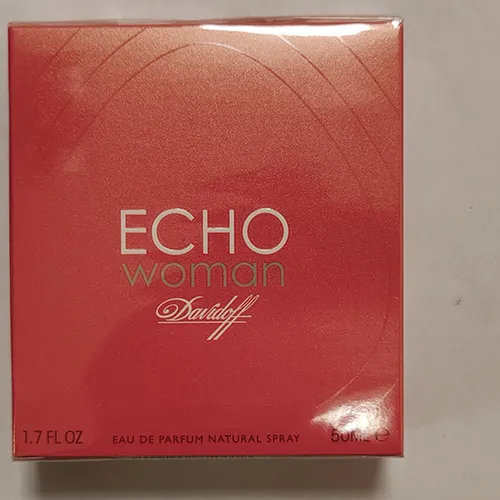 ECHO
woman
Davidoff
1.7 FL OZ EAU DE PARFUM NATURAL SPRAY 50ML e